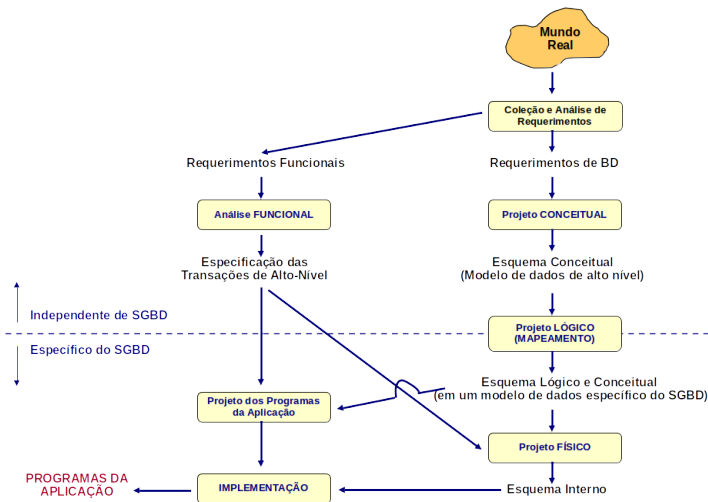 Mundo
Real
Coleção e Análise de
Requerimentos
Requerimentos Funcionais
Requerimentos de BD
Análise FUNCIONAL
Projeto CONCEITUAL
Especificação das
Transações de Alto-Nível
Esquema Conceitual
(Modelo de dados de alto nível)
Independente de SGBD
Projeto LÓGICO
(MAPEAMENTO)
Específico do SGBD
Esquema Lógico e Conceitual
(em um modelo de dados específico do SGBD)
Projeto dos Programas
da Aplicação
Projeto FÍSICO
PROGRAMAS DA
APLICAÇÃO
IMPLEMENTAÇÃO
Esquema Interno